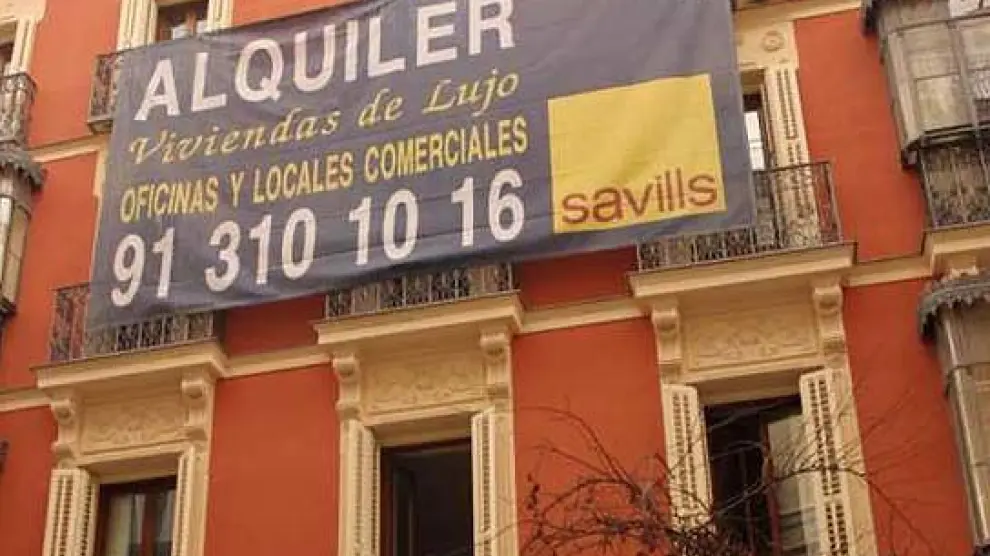 ALQUILER
Viviendas de Lujo
OFICINAS Y LOCALES COMERCIALES
91 310 10 16
savills